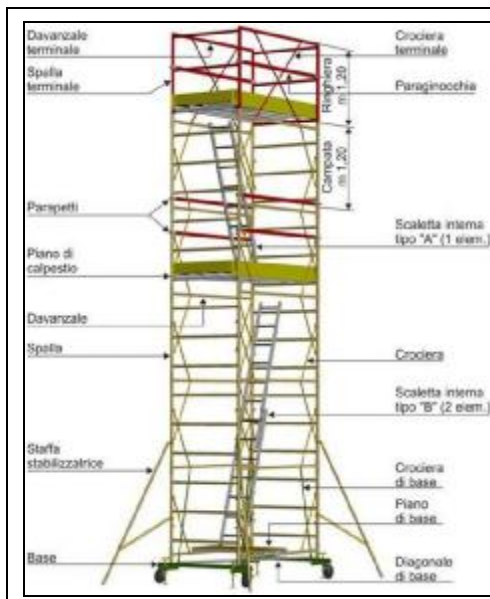 Davanzale
terminale
Spalla
terminale
Parapetti
Piano di
calpestio
Davanzale
Spalla
Staffa
stabilizzatrice
Base
Crociera
terminale
Paraginocchia
Ringhiera
m 1,20
Campata
m 1,20
Scaletta interna
tipo "A" (1 elem.)
Crociera
Scaletta interna
tipo "B" (2 elem.)
Crociera
di base
Piano
di base
Diagonale
di base